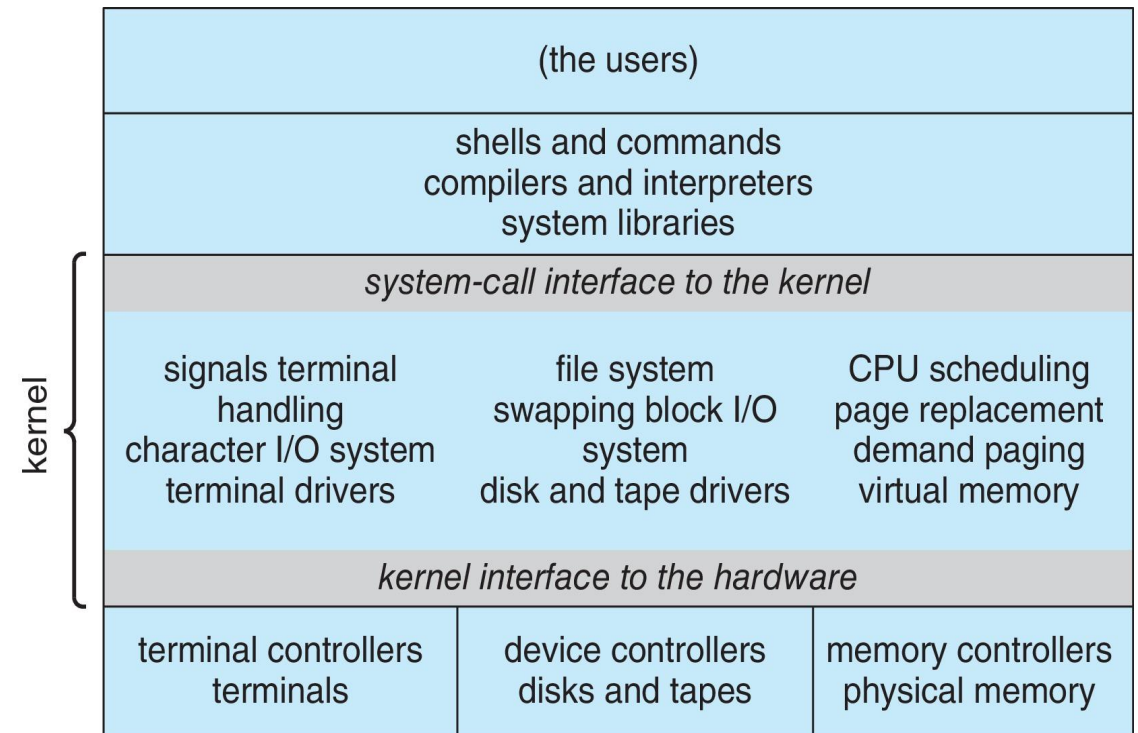 (the users)
shells and commands
compilers and interpreters
system libraries
system-call interface to the kernel
kernel
signals terminal
handling
character I/O system
terminal drivers
file system
swapping block I/O
system
disk and tape drivers
CPU scheduling
page replacement
demand paging
virtual memory
kernel interface to the hardware
terminal controllers
terminals
device controllers
disks and tapes
memory controllers
physical memory